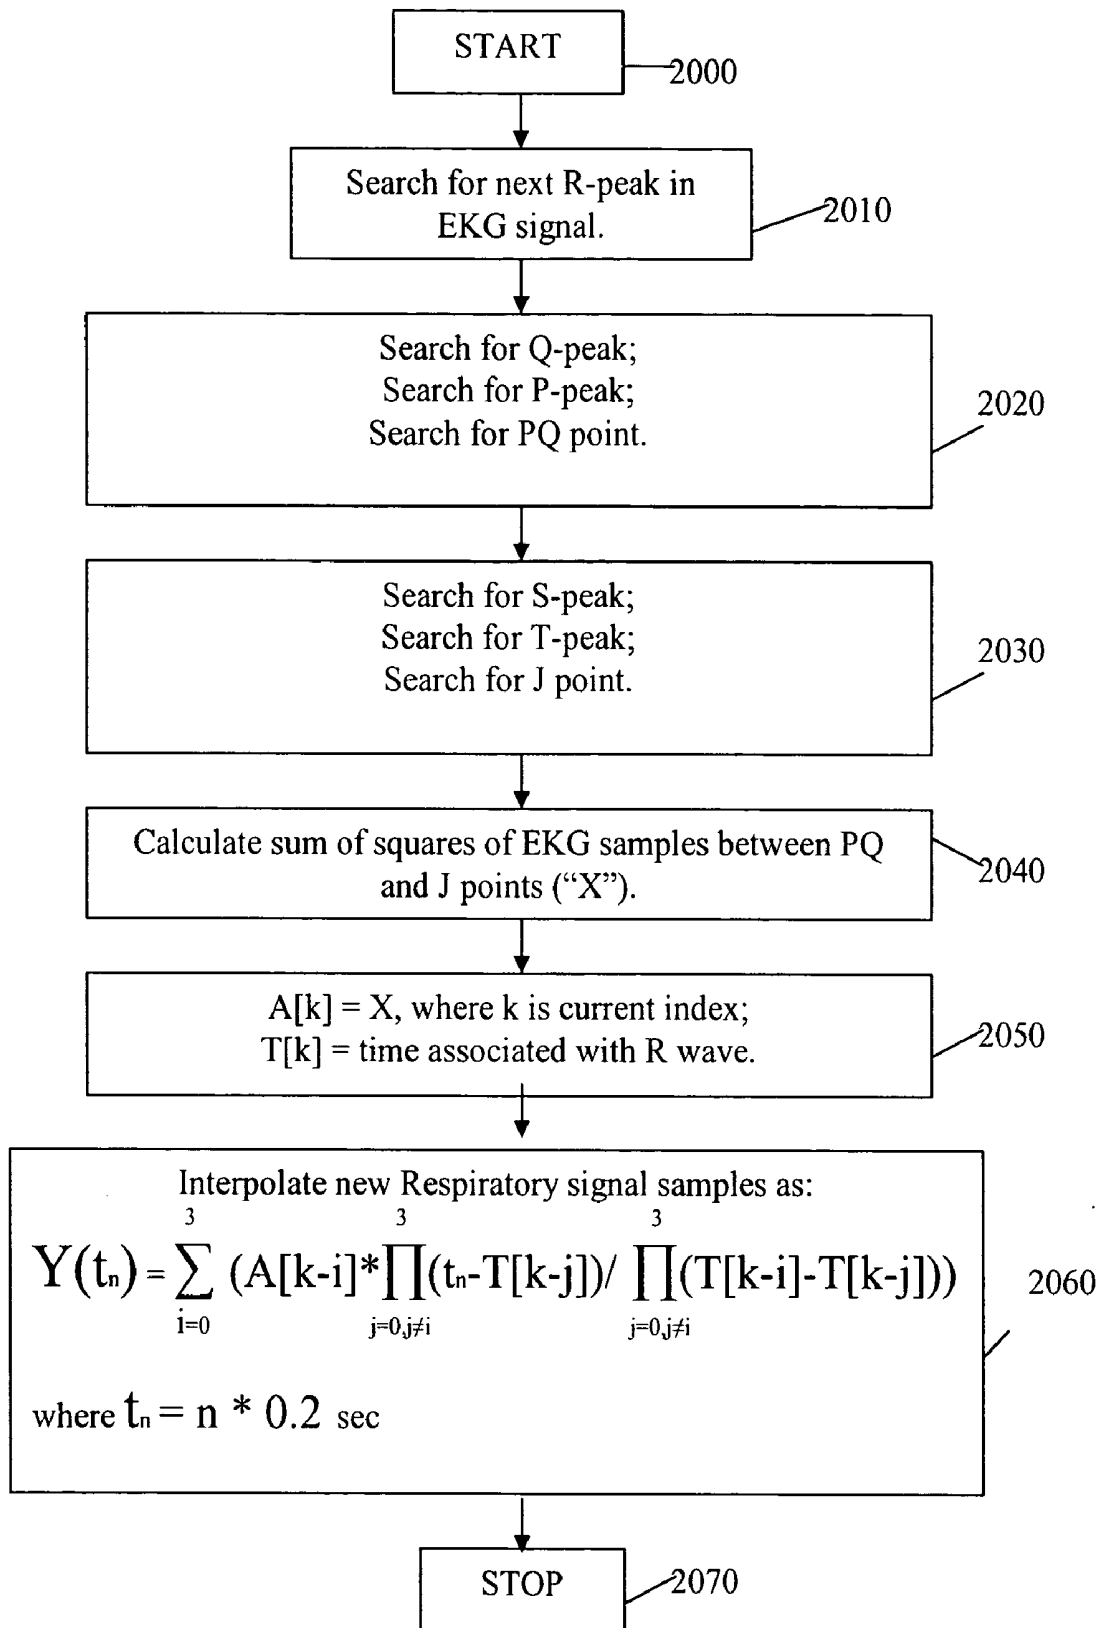 START
2000
Search for next R-peak in
EKG signal.
2010
Search for Q-peak;
Search for P-peak;
Search for PQ point.
2020
Search for S-peak;
Search for T-peak;
Search for J point.
2030
Calculate sum of squares of EKG samples between PQ
and J points (“X”).
2040
A[k] = X, where k is current index;
T[k] = time associated with R wave.
2050
Interpolate new Respiratory signal samples as:
3 3 3
Y(tₙ) = ∑ (A[k-i]*∏(tₙ-T[k-j])/ ∏(T[k-i]-T[k-j]))
i=0 j=0,j≠i j=0,j≠i
2060
where tₙ = n * 0.2 sec
STOP
2070